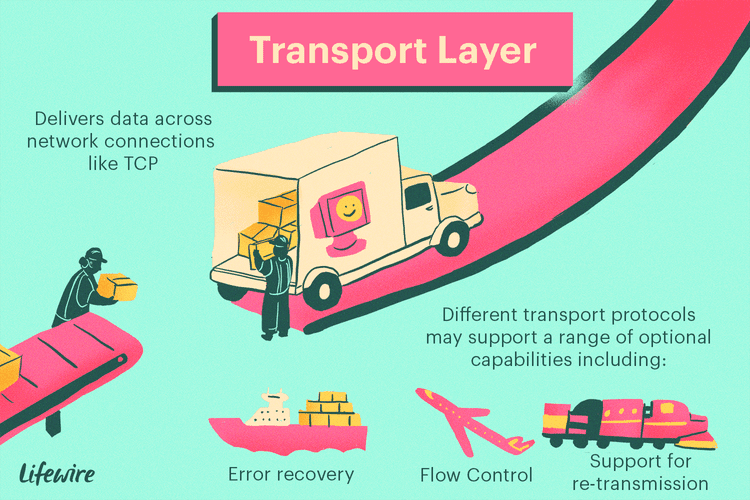 Transport Layer
Delivers data across
network connections
like TCP
Different transport protocols
may support a range of optional
capabilities including:
Error recovery
Flow Control
Support for
re-transmission
Lifewire